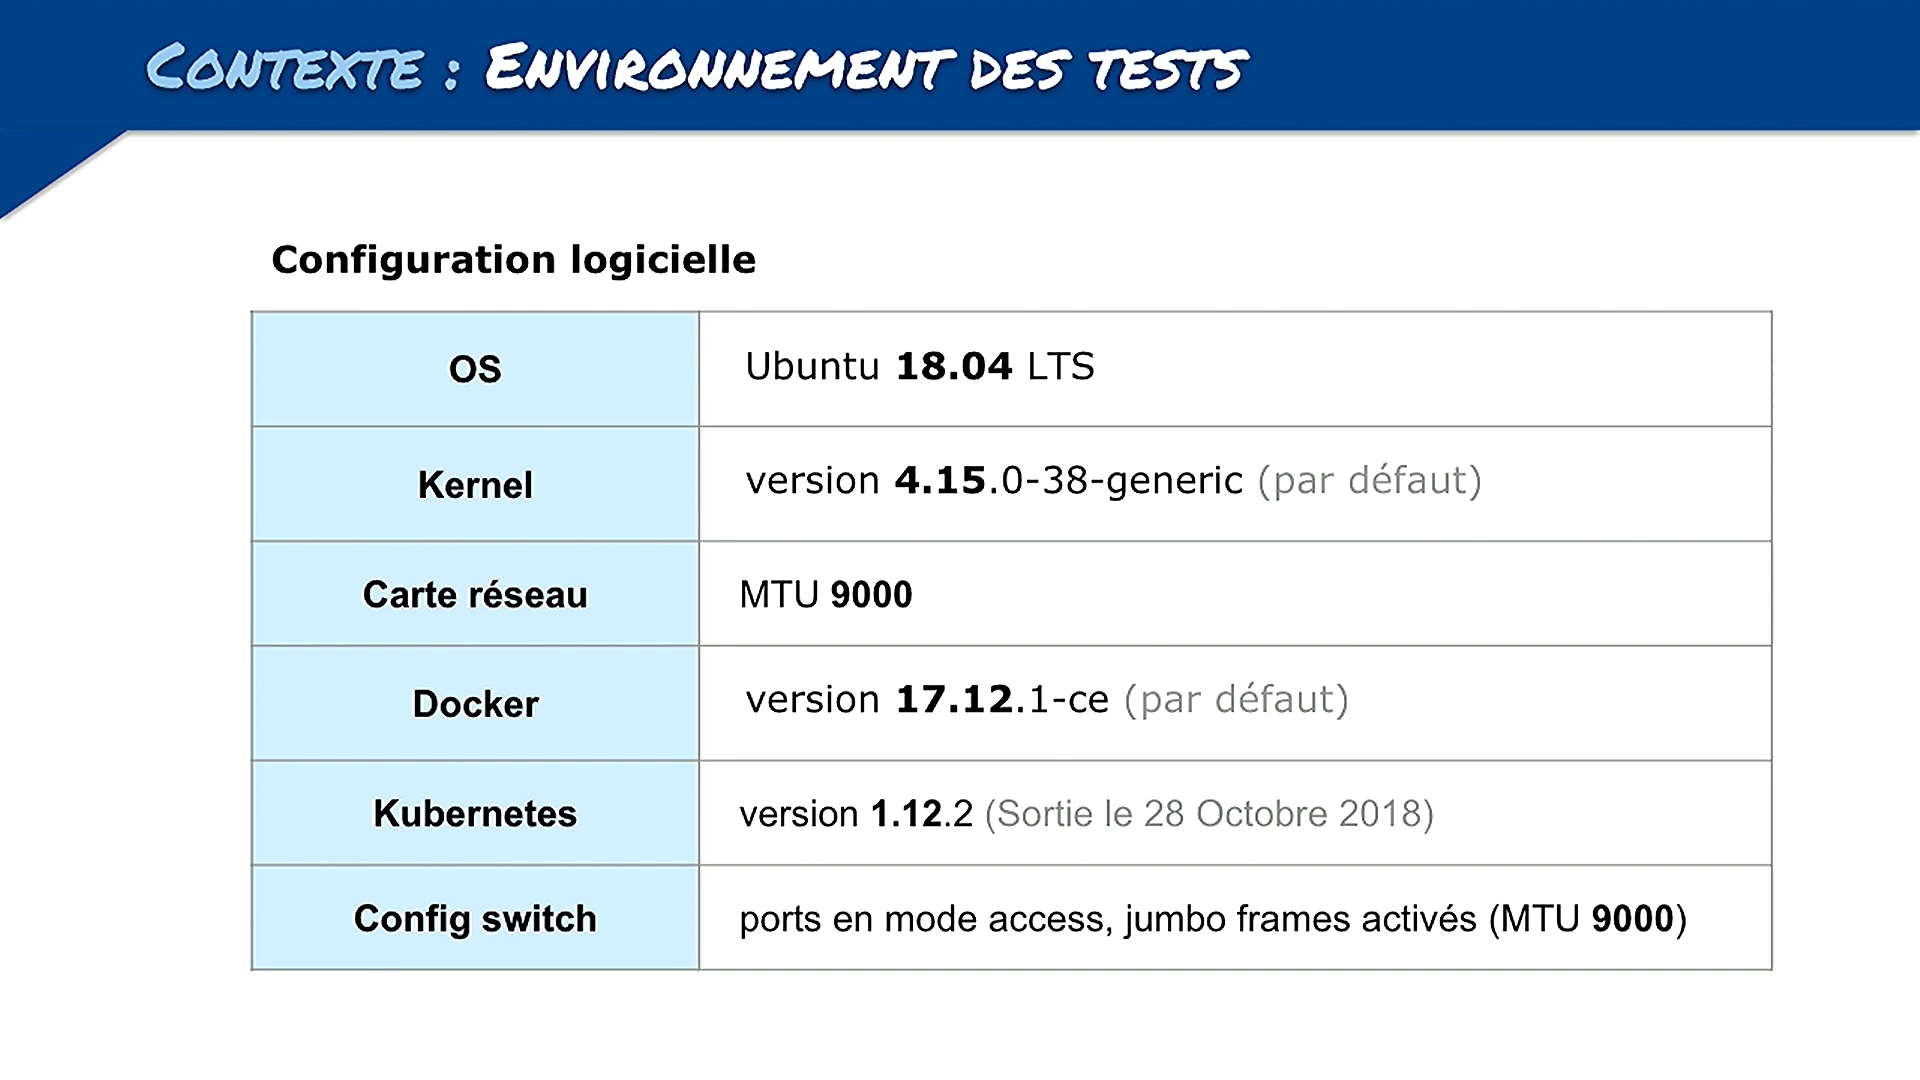 Contexte : Environnement des tests
Configuration logicielle
OS
Ubuntu 18.04 LTS
Kernel
version 4.15.0-38-generic (par défaut)
Carte réseau
MTU 9000
Docker
version 17.12.1-ce (par défaut)
Kubernetes
version 1.12.2 (Sortie le 28 Octobre 2018)
Config switch
ports en mode access, jumbo frames activés (MTU 9000)